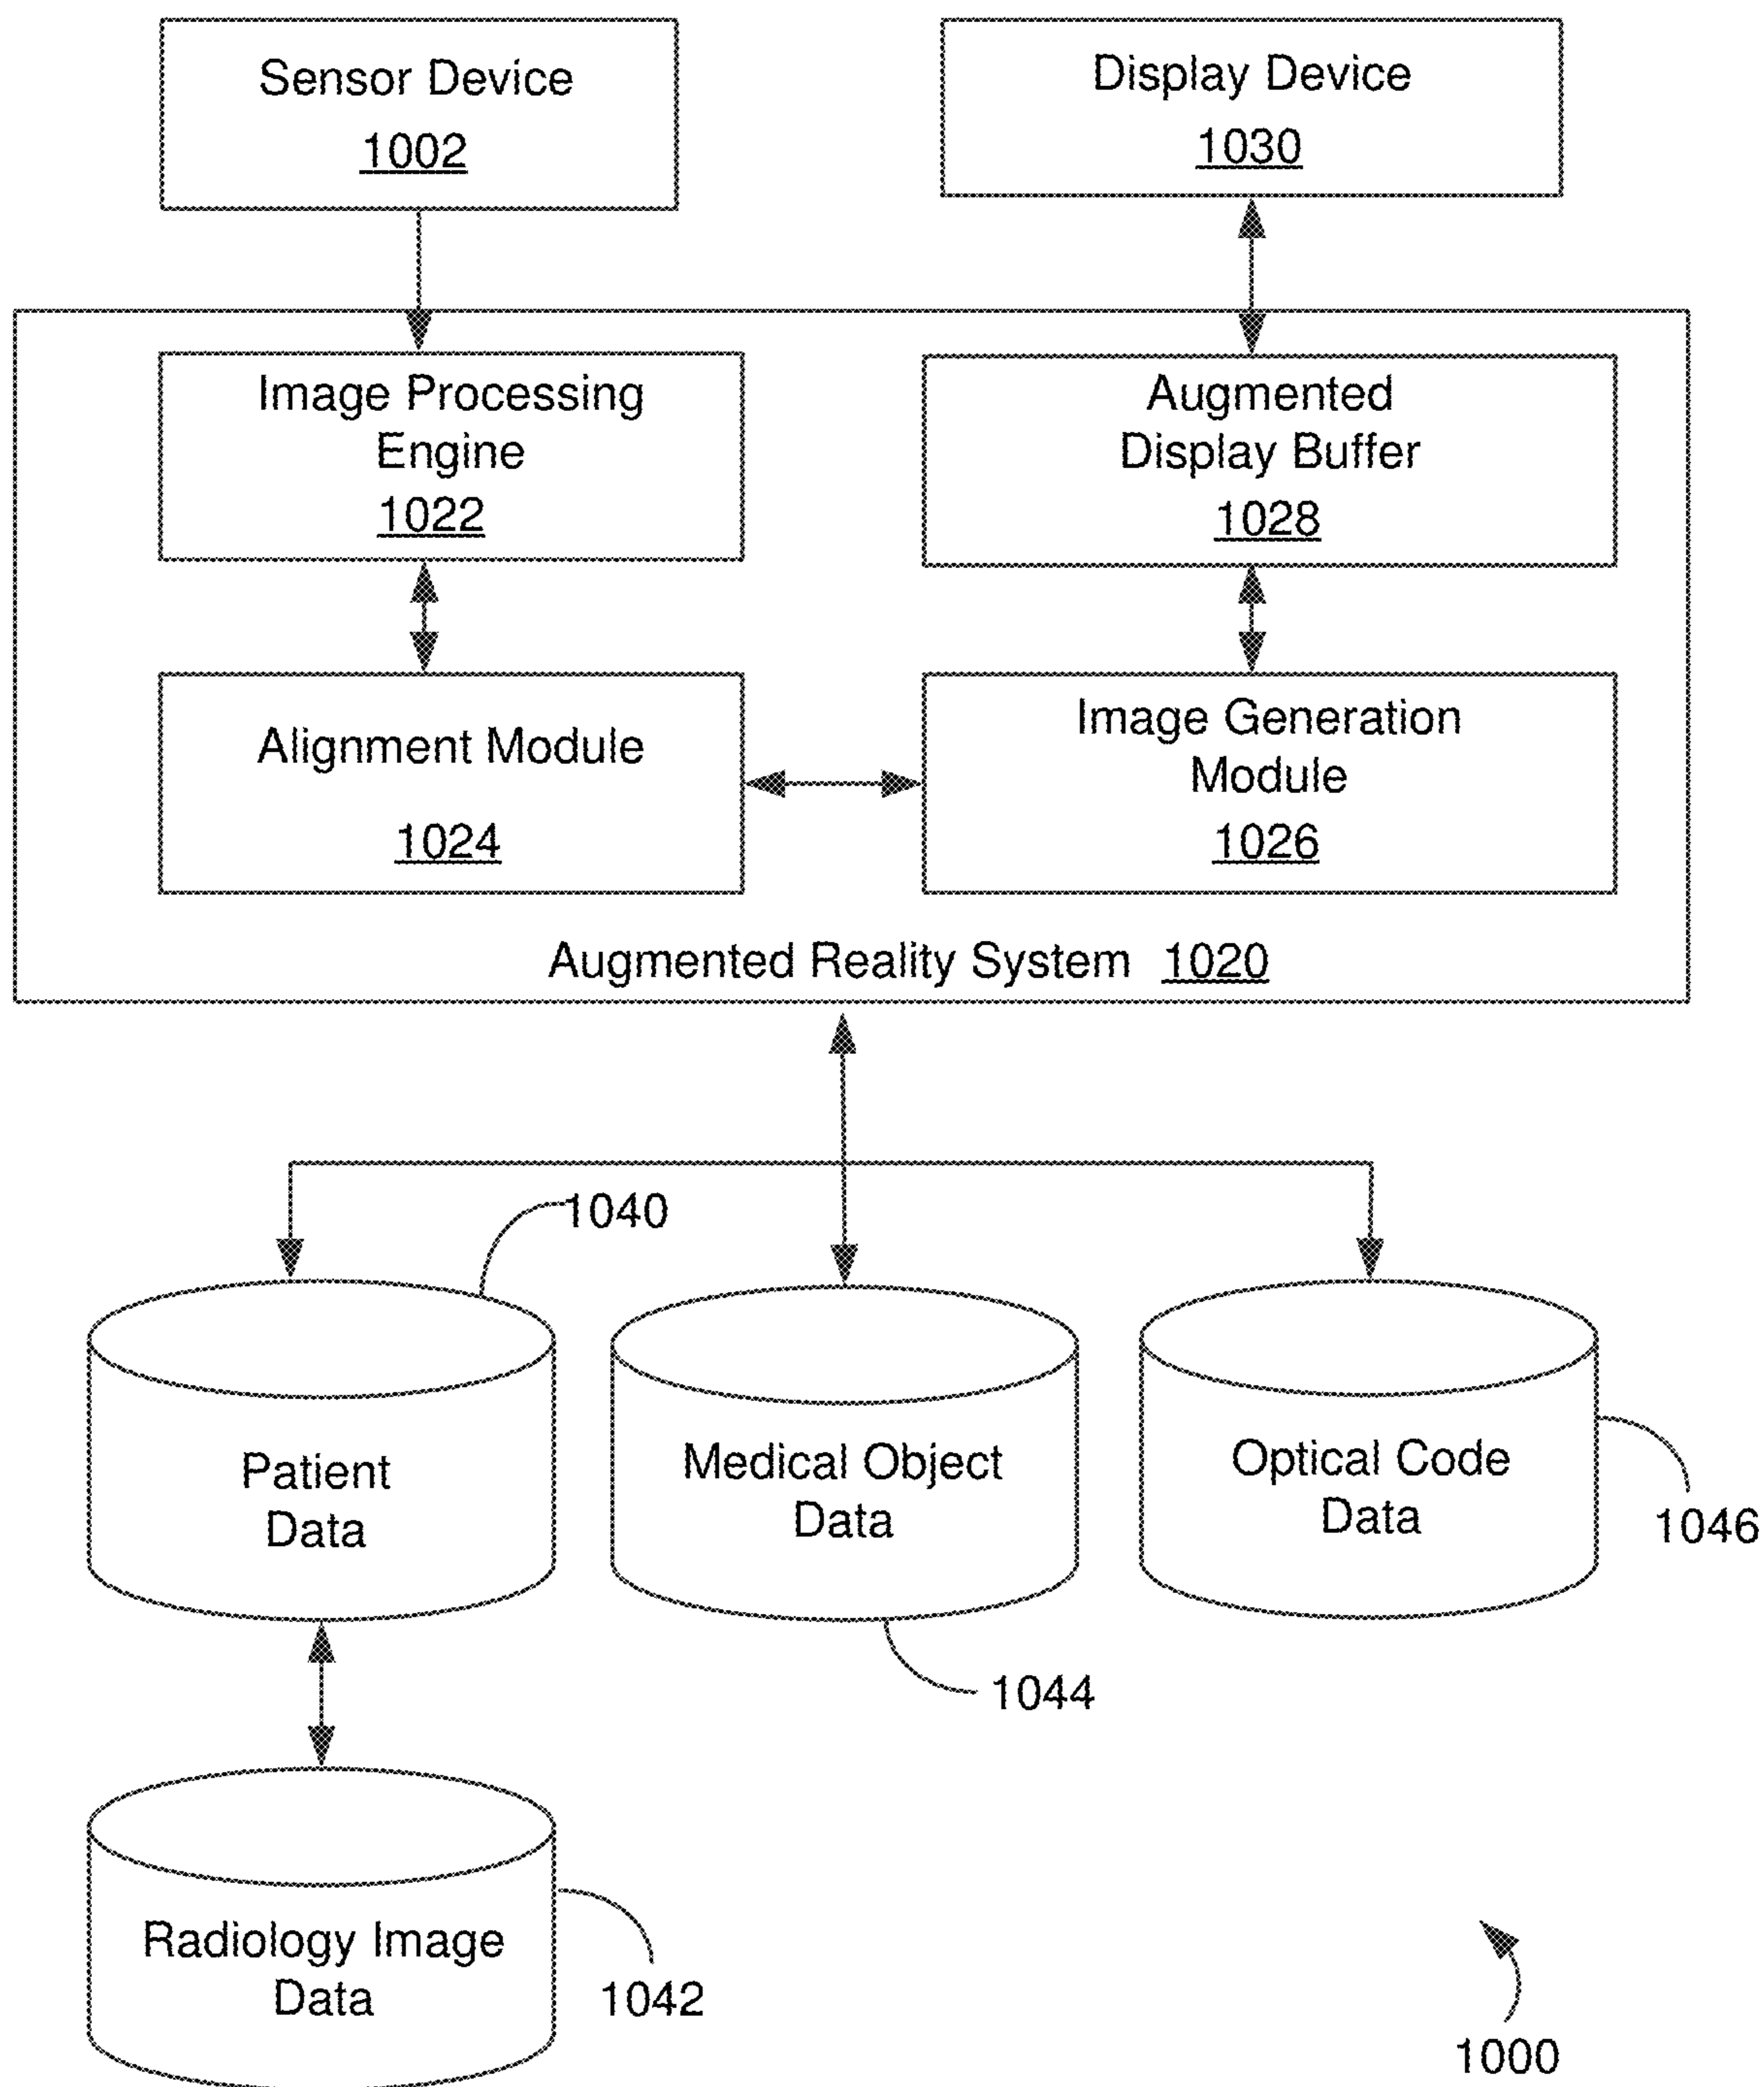 Sensor Device
1002
Display Device
1030
Image Processing
Engine
1022
Augmented
Display Buffer
1028
Alignment Module
1024
Image Generation
Module
1026
Augmented Reality System 1020
1040
Patient
Data
Medical Object
Data
Optical Code
Data
1046
1044
Radiology Image
Data
1042
1000